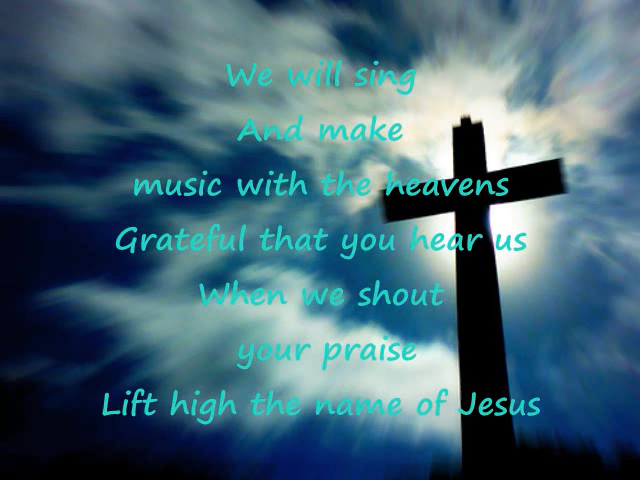 We will sing
And make
music with the heavens
Grateful that you hear us
When we shout
your praise
Lift high the name of Jesus